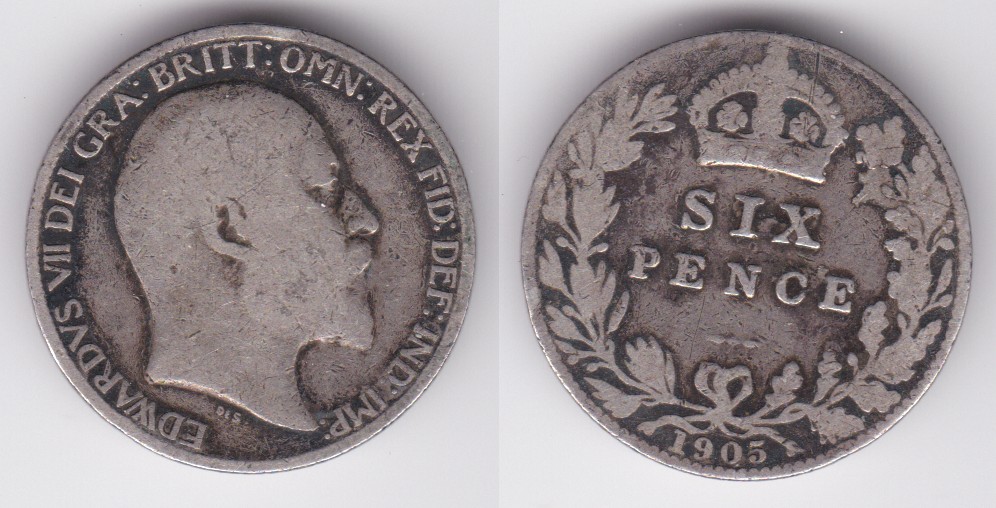 EDWARDVS VII DEI GRA: BRITT: OMN: REX FID: DEF: IND: IMP:
DeS.
SIX
PENCE
1905